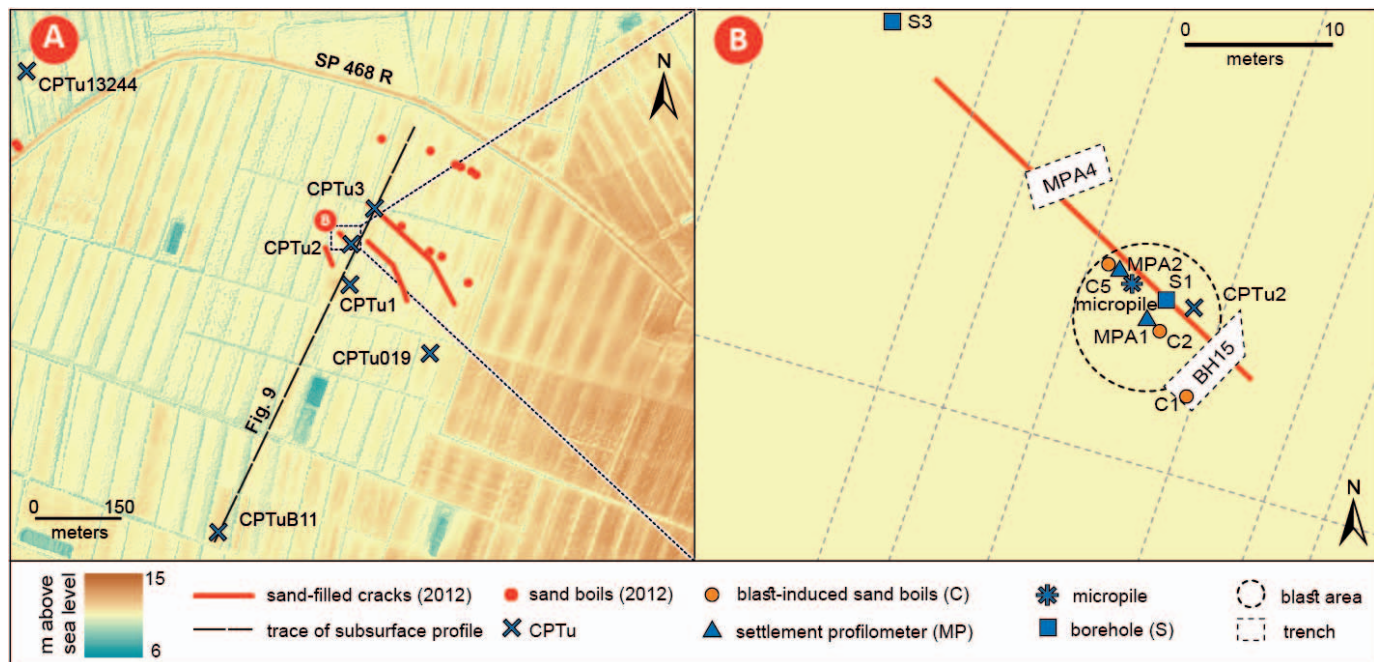 A
SP 468 R
N
CPTu13244
CPTu3
B
CPTu2
CPTu1
CPTu019
Fig. 9
0 150
meters
CPTuB11
B
S3
0 10
meters
MPA4
MPA2
S1
C5
CPTu2
micropile
MPA1
C2
BH15
C1
N
m above
sea level
15
6
sand-filled cracks (2012)
sand boils (2012)
blast-induced sand boils (C)
micropile
blast area
trace of subsurface profile
CPTu
settlement profilometer (MP)
borehole (S)
trench